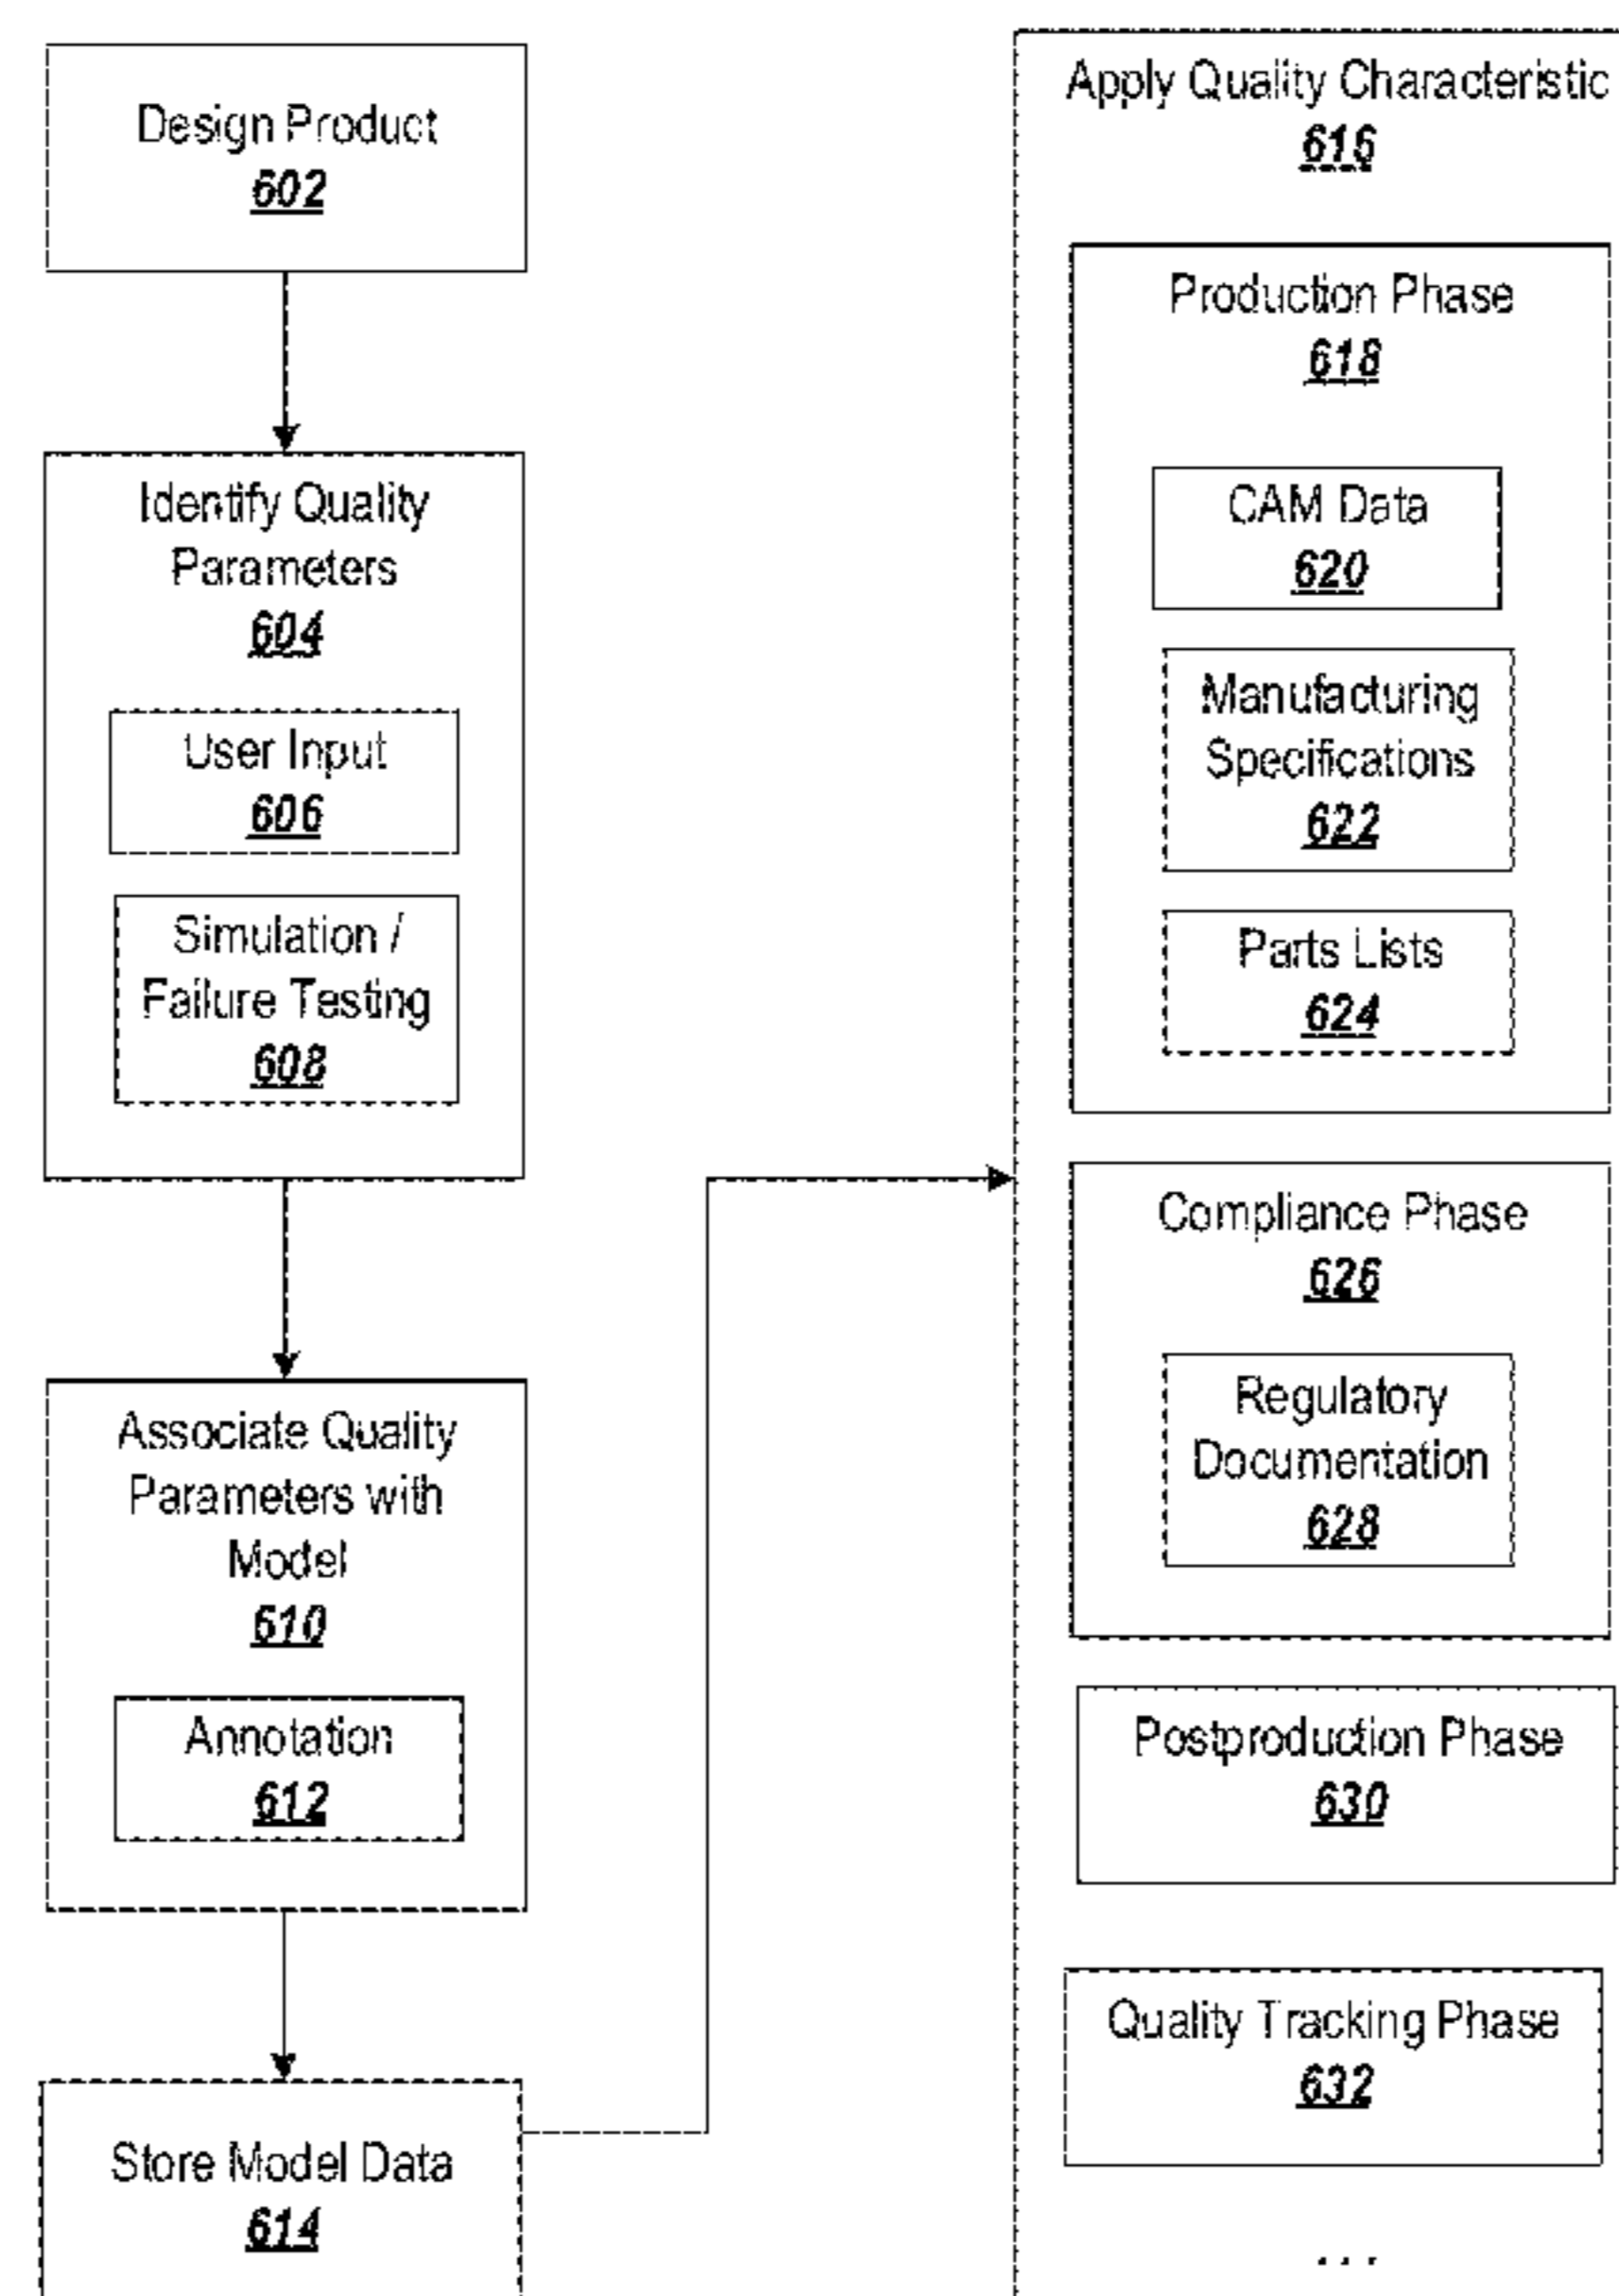 Design Product
602
Identify Quality
Parameters
604
User Input
606
Simulation /
Failure Testing
608
Associate Quality
Parameters with
Model
610
Annotation
612
Store Model Data
614
Apply Quality Characteristic
616
Production Phase
618
CAM Data
620
Manufacturing
Specifications
622
Parts Lists
624
Compliance Phase
626
Regulatory
Documentation
628
Postproduction Phase
630
Quality Tracking Phase
632
...